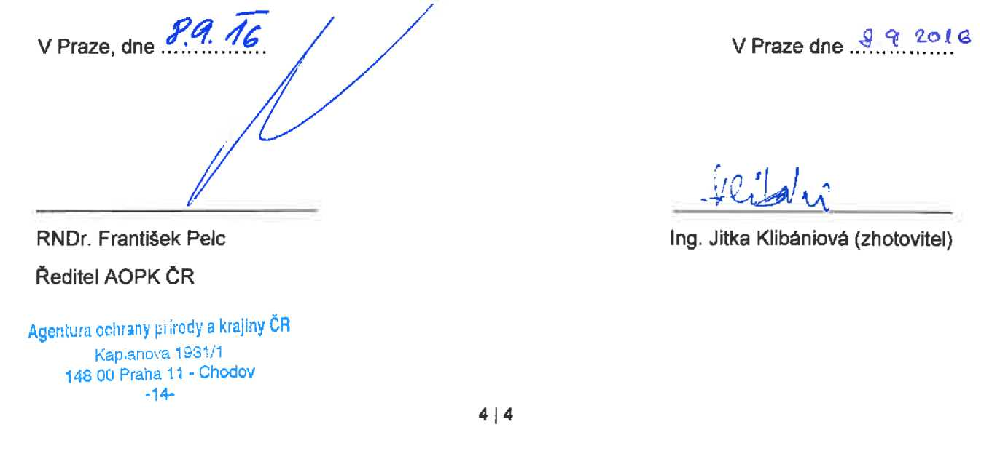 V Praze, dne 8.9. 16
V Praze dne 8 9 2016
RNDr. František Pelc
Ředitel AOPK ČR
Ing. Jitka Klibániová (zhotovitel)
Agentura ochrany přírody a krajiny ČR
Kaplanova 1931/1
148 00 Praha 11 - Chodov
-14-
4 | 4